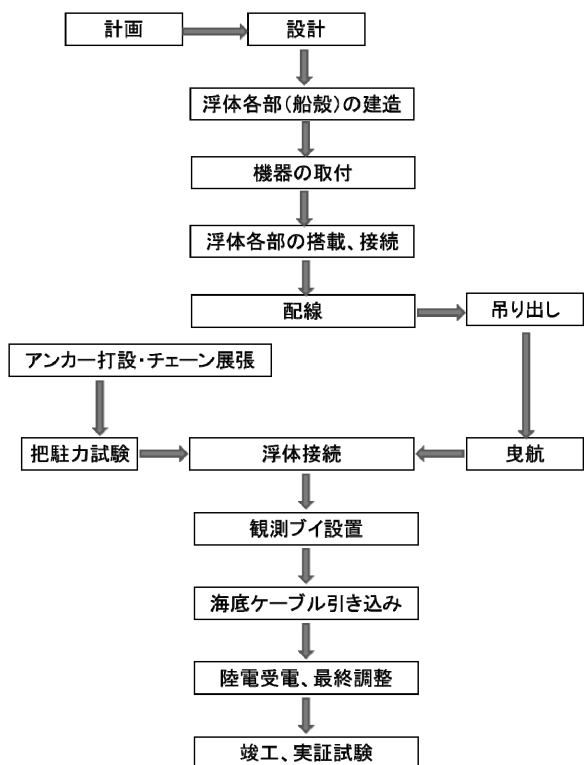 計画
設計
浮体各部(船殻)の建造
機器の取付
浮体各部の搭載、接続
配線
吊り出し
アンカー打設・チェーン展張
把駐力試験
浮体接続
曳航
観測ブイ設置
海底ケーブル引き込み
陸電受電、最終調整
竣工、実証試験